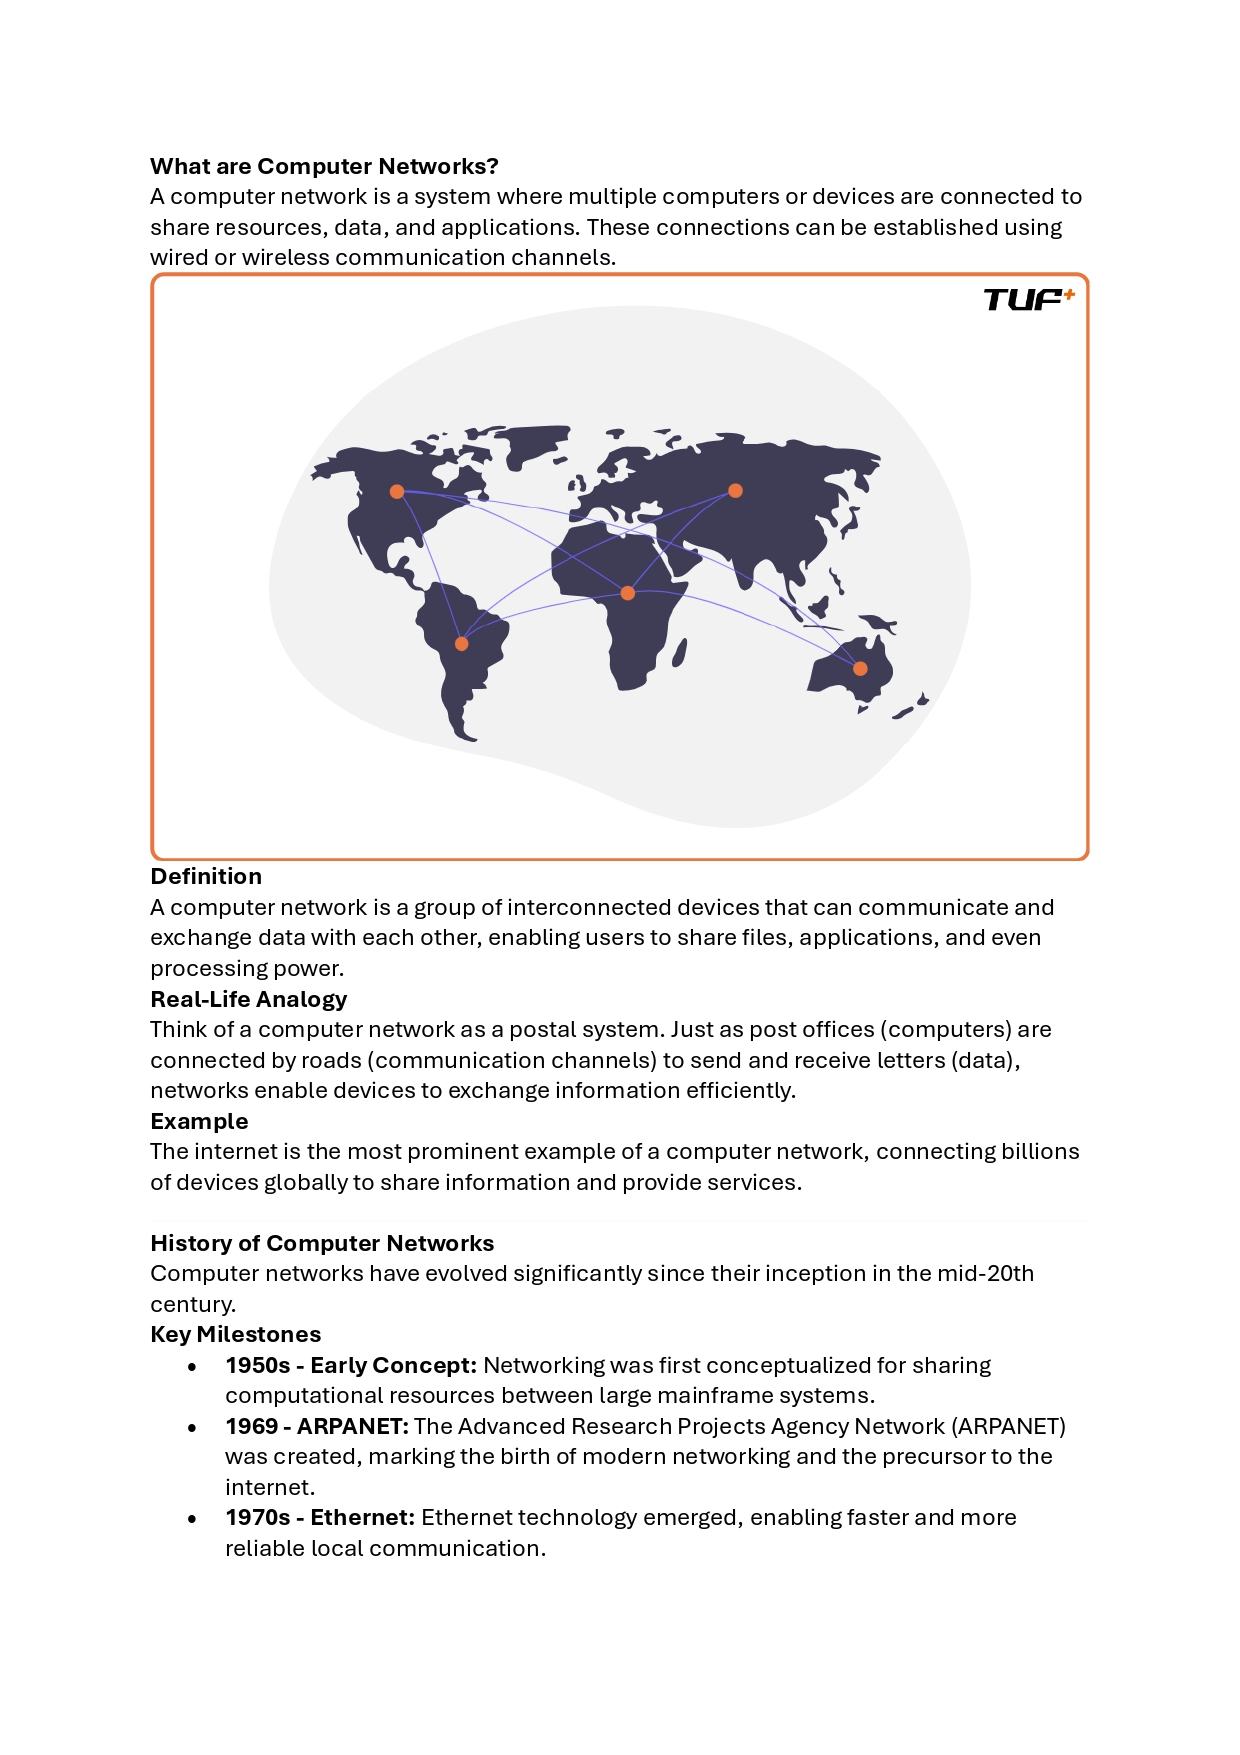 What are Computer Networks?
A computer network is a system where multiple computers or devices are connected to
share resources, data, and applications. These connections can be established using
wired or wireless communication channels.
TUF+
Definition
A computer network is a group of interconnected devices that can communicate and
exchange data with each other, enabling users to share files, applications, and even
processing power.
Real-Life Analogy
Think of a computer network as a postal system. Just as post offices (computers) are
connected by roads (communication channels) to send and receive letters (data),
networks enable devices to exchange information efficiently.
Example
The internet is the most prominent example of a computer network, connecting billions
of devices globally to share information and provide services.
History of Computer Networks
Computer networks have evolved significantly since their inception in the mid-20th
century.
Key Milestones
• 1950s - Early Concept: Networking was first conceptualized for sharing
computational resources between large mainframe systems.
• 1969 - ARPANET: The Advanced Research Projects Agency Network (ARPANET)
was created, marking the birth of modern networking and the precursor to the
internet.
• 1970s - Ethernet: Ethernet technology emerged, enabling faster and more
reliable local communication.